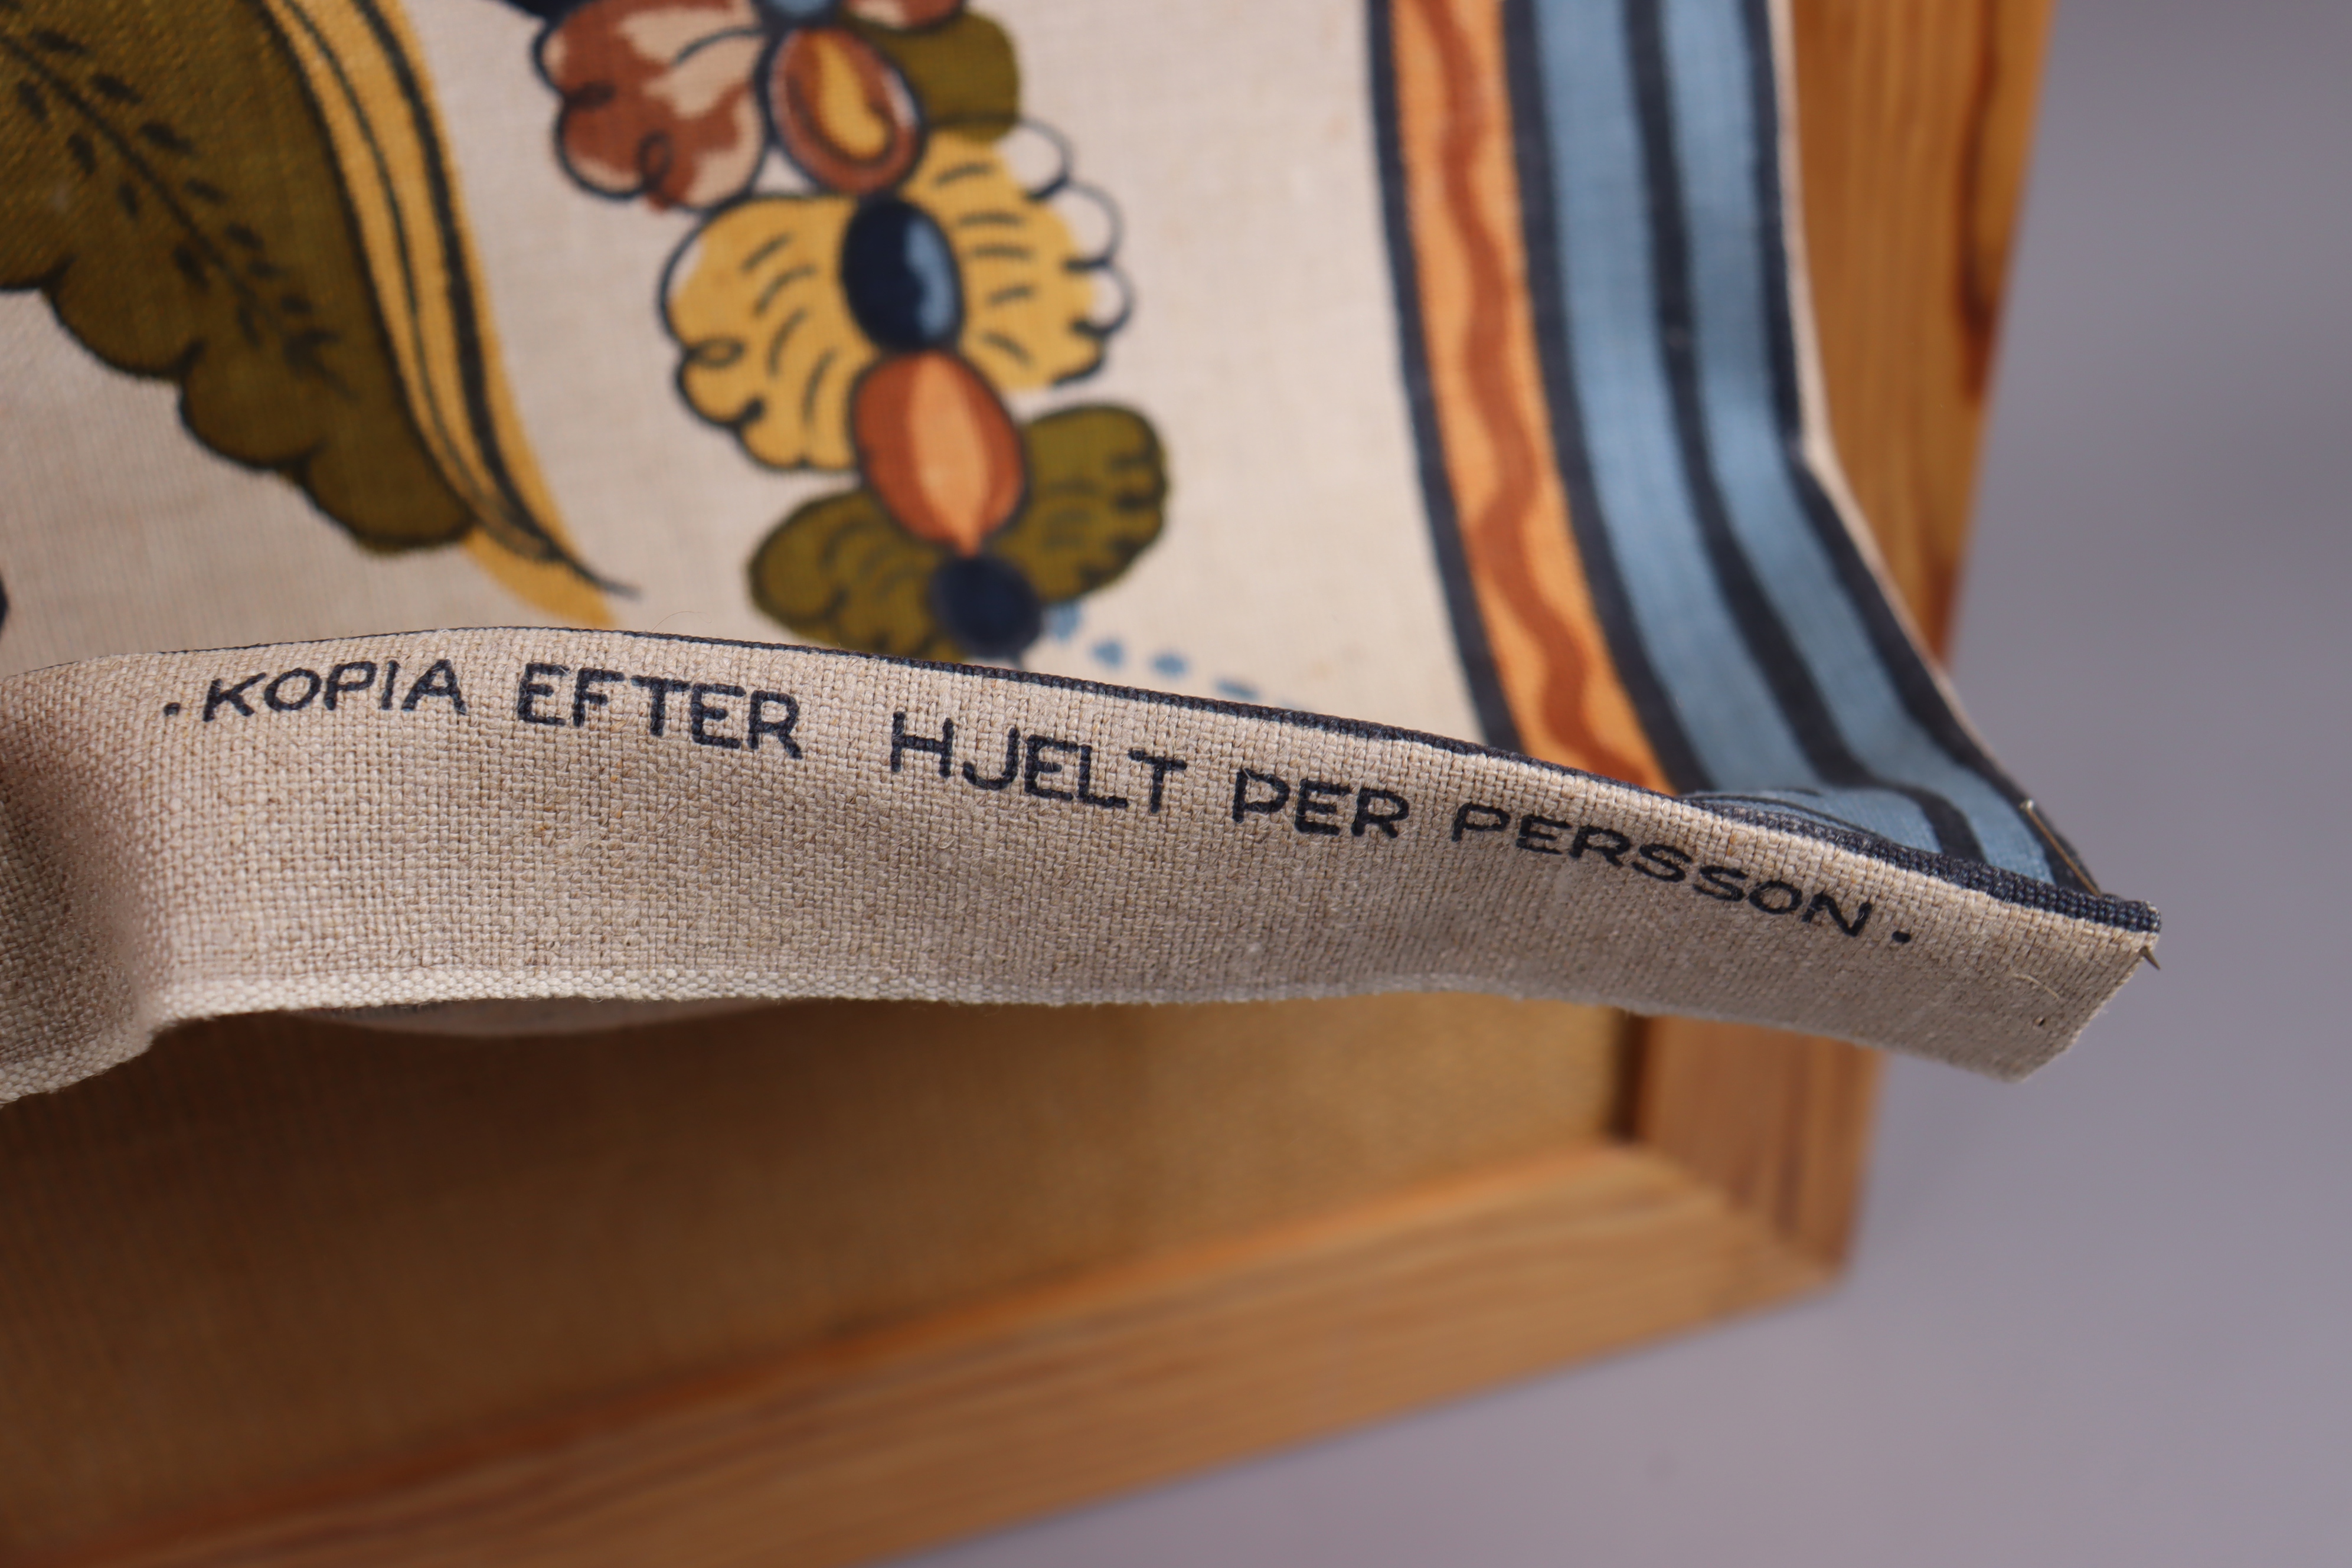 ·KOPIA EFTER HJELT PER PERSSON·